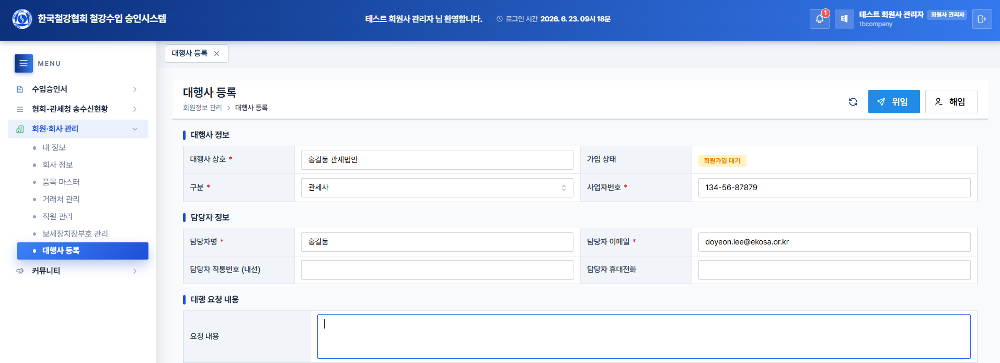 한국철강협회 철강수입 승인시스템
테스트 회원사 관리자 님 환영합니다.
로그인 시간 2026. 6. 23. 09시 18분
1
테
테스트 회원사 관리자 회원사 관리자
tbcompany
MENU
수입승인서
협회-관세청 송수신현황
회원·회사 관리
내 정보
회사 정보
품목 마스터
거래처 관리
직원 관리
보세장치장부호 관리
대행사 등록
커뮤니티
대행사 등록
대행사 등록
회원정보 관리 > 대행사 등록
위임
해임
대행사 정보
대행사 상호 * 홍길동 관세법인 가입 상태 회원가입 대기
구분 * 관세사 사업자번호 * 134-56-87879
담당자 정보
담당자명 * 홍길동 담당자 이메일 * doyeon.lee@ekosa.or.kr
담당자 직통번호 (내선) 담당자 휴대전화
대행 요청 내용
요청 내용